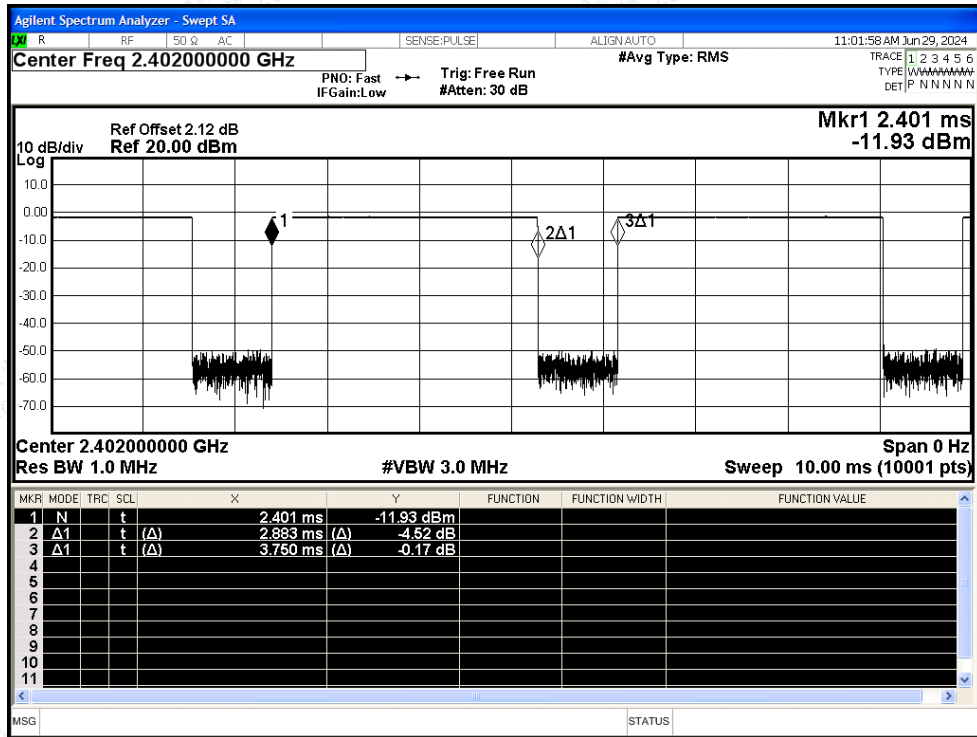 Agilent Spectrum Analyzer - Swept SA
LXI R RF 50 Ω AC SENSE:PULSE ALIGN AUTO 11:01:58 AM Jun 29, 2024
Center Freq 2.402000000 GHz
PNO: Fast
IFGain:Low
Trig: Free Run
#Atten: 30 dB
#Avg Type: RMS
TRACE 1 2 3 4 5 6
TYPE WWWWWW
DET P N N N N N
Mkr1 2.401 ms
-11.93 dBm
Ref Offset 2.12 dB
10 dB/div Ref 20.00 dBm
Log
10.0
0.00
-10.0
-20.0
-30.0
-40.0
-50.0
-60.0
-70.0
1
2Δ1
3Δ1
Center 2.402000000 GHz Span 0 Hz
Res BW 1.0 MHz #VBW 3.0 MHz Sweep 10.00 ms (10001 pts)
MKR MODE TRC SCL X Y FUNCTION FUNCTION WIDTH FUNCTION VALUE
1 N t 2.401 ms -11.93 dBm
2 Δ1 t (Δ) 2.883 ms (Δ) -4.52 dB
3 Δ1 t (Δ) 3.750 ms (Δ) -0.17 dB
4
5
6
7
8
9
10
11
MSG STATUS